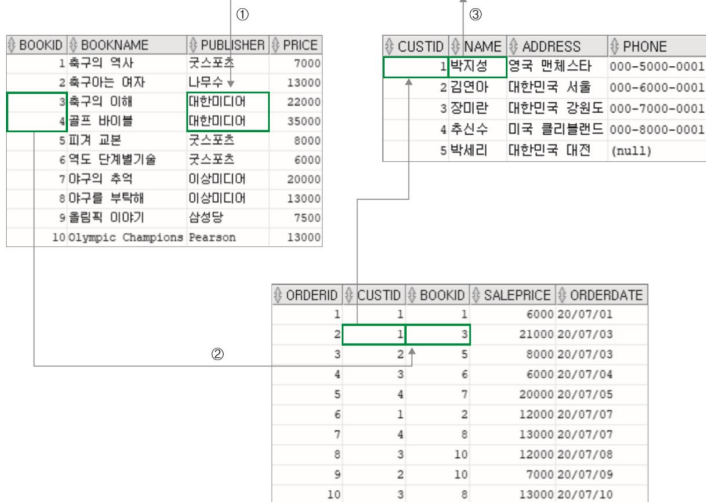 ①
③
BOOKID BOOKNAME PUBLISHER PRICE
1 축구의 역사 굿스포츠 7000
2 축구아는 여자 나무수 13000
3 축구의 이해 대한미디어 22000
4 골프 바이블 대한미디어 35000
5 피겨 교본 굿스포츠 8000
6 역도 단계별기술 굿스포츠 6000
7 야구의 추억 이상미디어 20000
8 야구를 부탁해 이상미디어 13000
9 올림픽 이야기 삼성당 7500
10 Olympic Champions Pearson 13000
CUSTID NAME ADDRESS PHONE
1 박지성 영국 맨체스타 000-5000-0001
2 김연아 대한민국 서울 000-6000-0001
3 장미란 대한민국 강원도 000-7000-0001
4 추신수 미국 클리블랜드 000-8000-0001
5 박세리 대한민국 대전 (null)
②
ORDERID CUSTID BOOKID SALEPRICE ORDERDATE
1 1 1 6000 20/07/01
2 1 3 21000 20/07/03
3 2 5 8000 20/07/03
4 3 6 6000 20/07/04
5 4 7 20000 20/07/05
6 1 2 12000 20/07/07
7 4 8 13000 20/07/07
8 3 10 12000 20/07/08
9 2 10 7000 20/07/09
10 3 8 13000 20/07/10